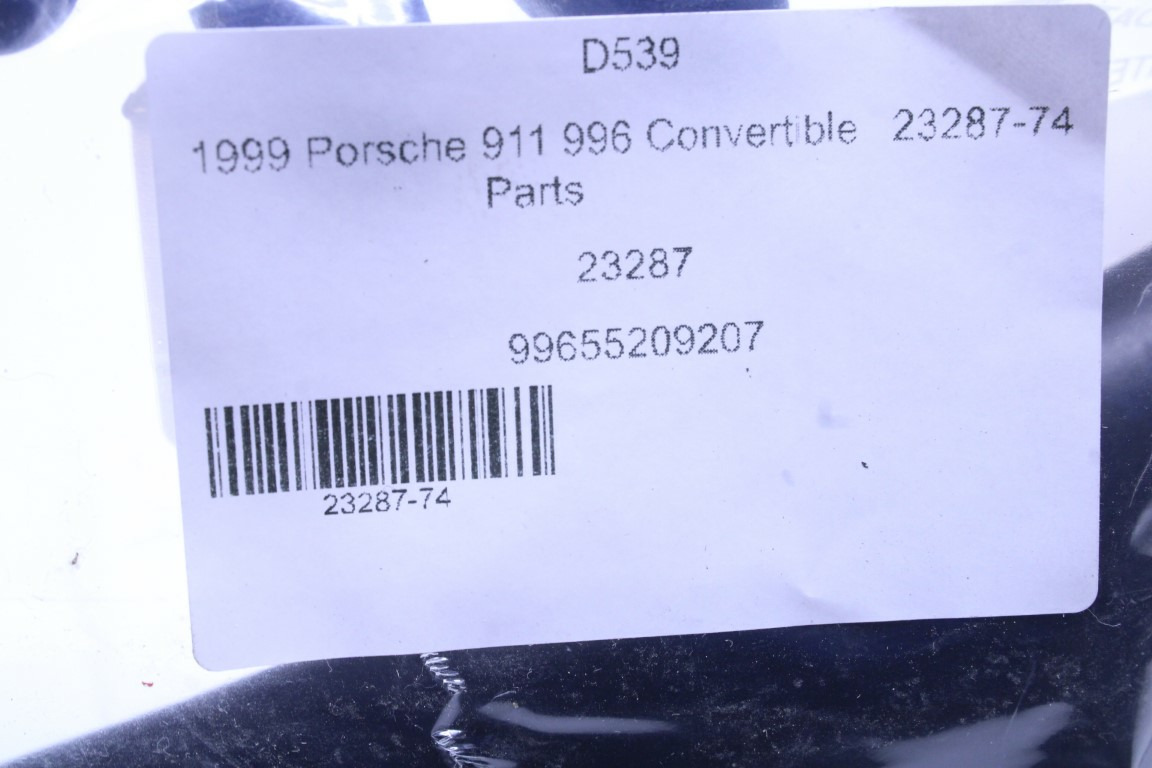 D539
1999 Porsche 911 996 Convertible 23287-74
Parts
23287
99655209207
23287-74